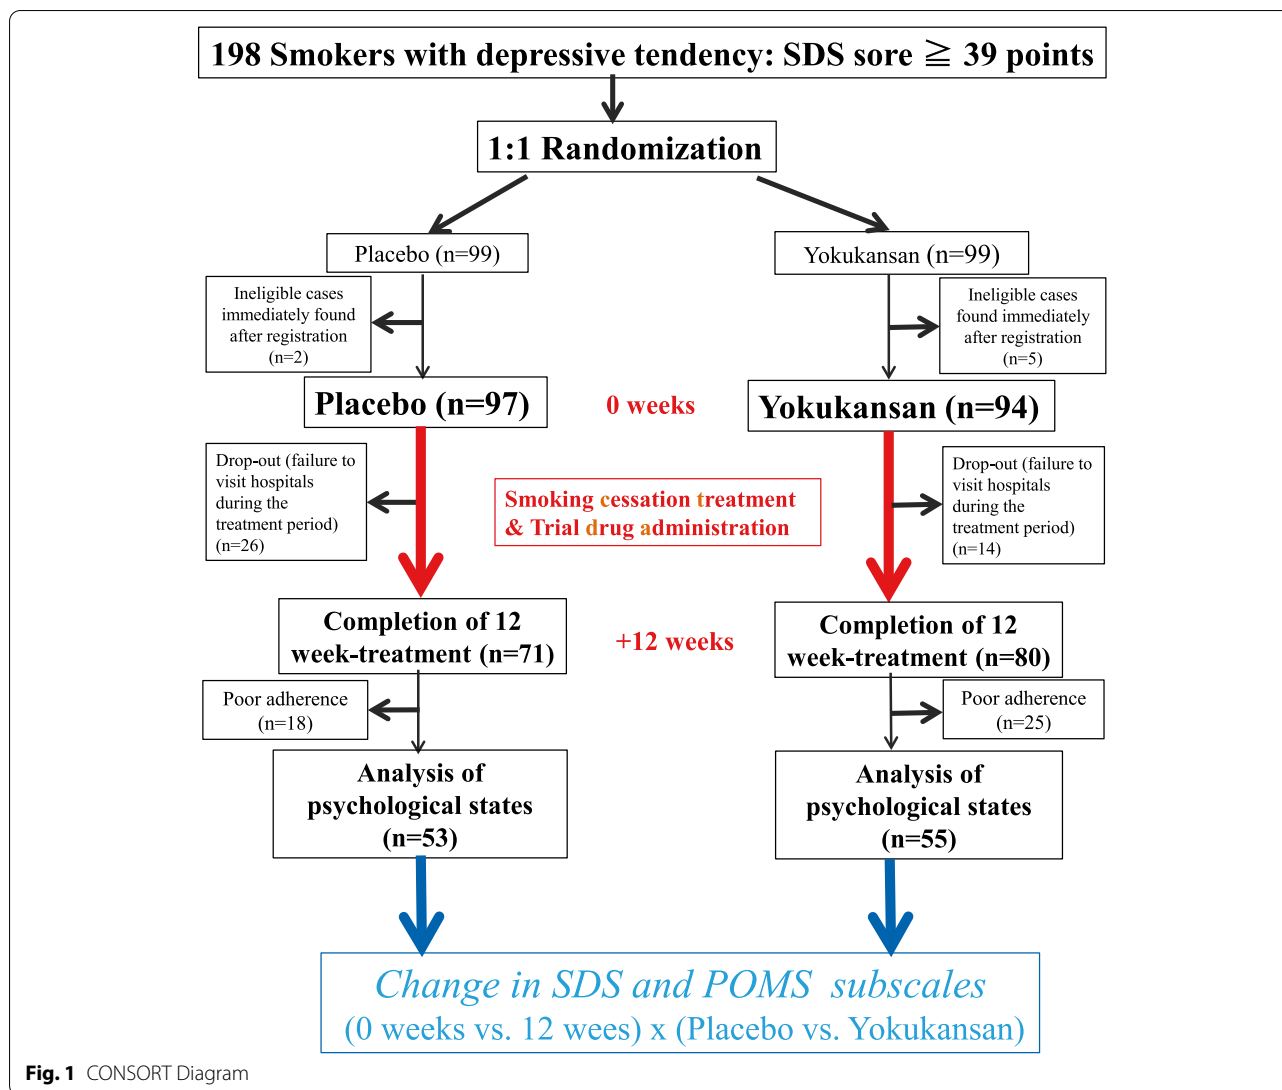 198 Smokers with depressive tendency: SDS sore ≧ 39 points
1:1 Randomization
Placebo (n=99)
Yokukansan (n=99)
Ineligible cases
immediately found
after registration
(n=2)
Ineligible cases
found immediately
after registration
(n=5)
Placebo (n=97)
0 weeks
Yokukansan (n=94)
Drop-out (failure to
visit hospitals
during the
treatment period)
(n=26)
Smoking cessation treatment
& Trial drug administration
Drop-out (failure to
visit hospitals
during the
treatment period)
(n=14)
Completion of 12
week-treatment (n=71)
+12 weeks
Completion of 12
week-treatment (n=80)
Poor adherence
(n=18)
Poor adherence
(n=25)
Analysis of
psychological states
(n=53)
Analysis of
psychological states
(n=55)
Change in SDS and POMS subscales
(0 weeks vs. 12 wees) x (Placebo vs. Yokukansan)
Fig. 1 CONSORT Diagram